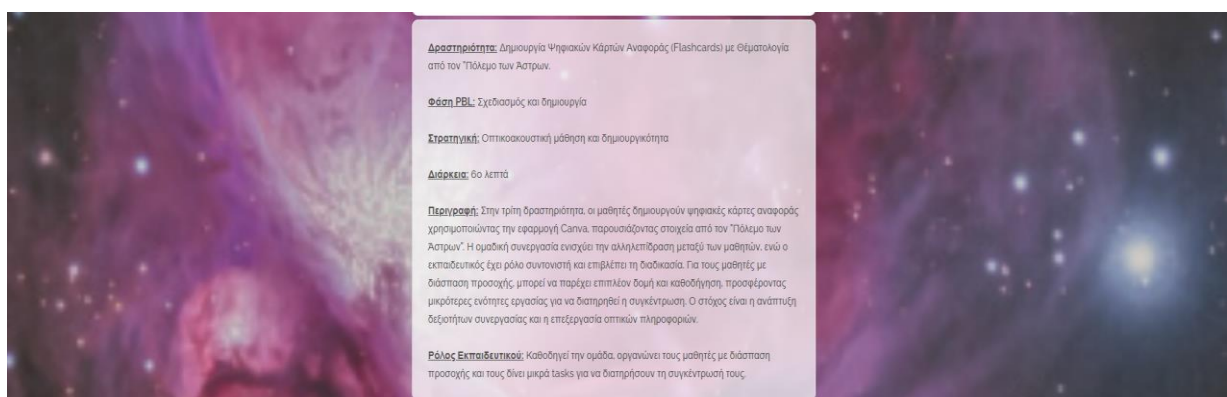 Δραστηριότητα: Δημιουργία Ψηφιακών Κάρτών Αναφοράς (Flashcards) με Θέματολογία
από τον "Πόλεμο των Άστρων.
Φάση PBL: Σχεδιασμός και δημιουργία
Στρατηγική: Οπτικοακουστική μάθηση και δημιουργικότητα
Διάρκεια: 60 λεπτά
Περιγραφή: Στην τρίτη δραστηριότητα, οι μαθητές δημιουργούν ψηφιακές κάρτες αναφοράς
χρησιμοποιώντας την εφαρμογή Canva, παρουσιάζοντας στοιχεία από τον "Πόλεμο των
Άστρων". Η ομαδική συνεργασία ενισχύει την αλληλεπίδραση μεταξύ των μαθητών, ενώ ο
εκπαιδευτικός έχει ρόλο συντονιστή και επιβλέπει τη διαδικασία. Για τους μαθητές με
διάσπαση προσοχής, μπορεί να παρέχει επιπλέον δομή και καθοδήγηση, προσφέροντας
μικρότερες ενότητες εργασίας για να διατηρηθεί η συγκέντρωση. Ο στόχος είναι η ανάπτυξη
δεξιοτήτων συνεργασίας και η επεξεργασία οπτικών πληροφοριών.
Ρόλος Εκπαιδευτικού: Καθοδηγεί την ομάδα, οργανώνει τους μαθητές με διάσπαση
προσοχής και τους δίνει μικρά tasks για να διατηρήσουν τη συγκέντρωσή τους.